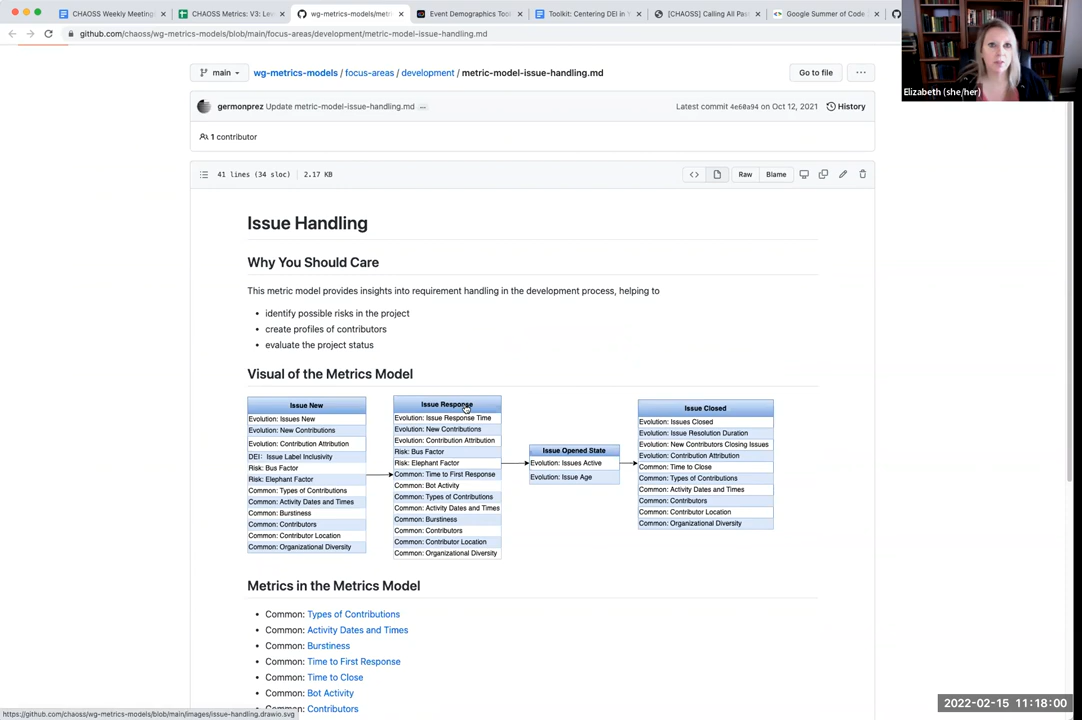 CHAOSS Weekly Meeting
CHAOSS Metrics: V3: Le
wg-metrics-models/metr
Event Demographics Too
Toolkit: Centering DEI in
[CHAOSS] Calling All Pas
Google Summer of Code
github.com/chaoss/wg-metrics-models/blob/main/focus-areas/development/metric-model-issue-handling.md
Elizabeth (she/her)
main
wg-metrics-models / focus-areas / development / metric-model-issue-handling.md
Go to file
...
germonprez Update metric-model-issue-handling.md ...
Latest commit 4e60a94 on Oct 12, 2021
History
1 contributor
41 lines (34 sloc) | 2.17 KB
<>
Raw
Blame
Issue Handling
Why You Should Care
This metric model provides insights into requirement handling in the development process, helping to
• identify possible risks in the project
• create profiles of contributors
• evaluate the project status
Visual of the Metrics Model
Issue New
Evolution: Issues New
Evolution: New Contributions
Evolution: Contribution Attribution
DEI: Issue Label Inclusivity
Risk: Bus Factor
Risk: Elephant Factor
Common: Types of Contributions
Common: Activity Dates and Times
Common: Burstiness
Common: Contributors
Common: Contributor Location
Common: Organizational Diversity
Issue Response
Evolution: Issue Response Time
Evolution: New Contributions
Evolution: Contribution Attribution
Risk: Bus Factor
Risk: Elephant Factor
Common: Time to First Response
Common: Bot Activity
Common: Types of Contributions
Common: Activity Dates and Times
Common: Burstiness
Common: Contributors
Common: Contributor Location
Common: Organizational Diversity
Issue Opened State
Evolution: Issues Active
Evolution: Issue Age
Issue Closed
Evolution: Issues Closed
Evolution: Issue Resolution Duration
Evolution: New Contributors Closing Issues
Evolution: Contribution Attribution
Common: Time to Close
Common: Types of Contributions
Common: Activity Dates and Times
Common: Contributors
Common: Contributor Location
Common: Organizational Diversity
Metrics in the Metrics Model
• Common: Types of Contributions
• Common: Activity Dates and Times
• Common: Burstiness
• Common: Time to First Response
• Common: Time to Close
• Common: Bot Activity
• Common: Contributors
https://github.com/chaoss/wg-metrics-models/blob/main/images/issue-handling.drawio.svg
2022-02-15 11:18:00